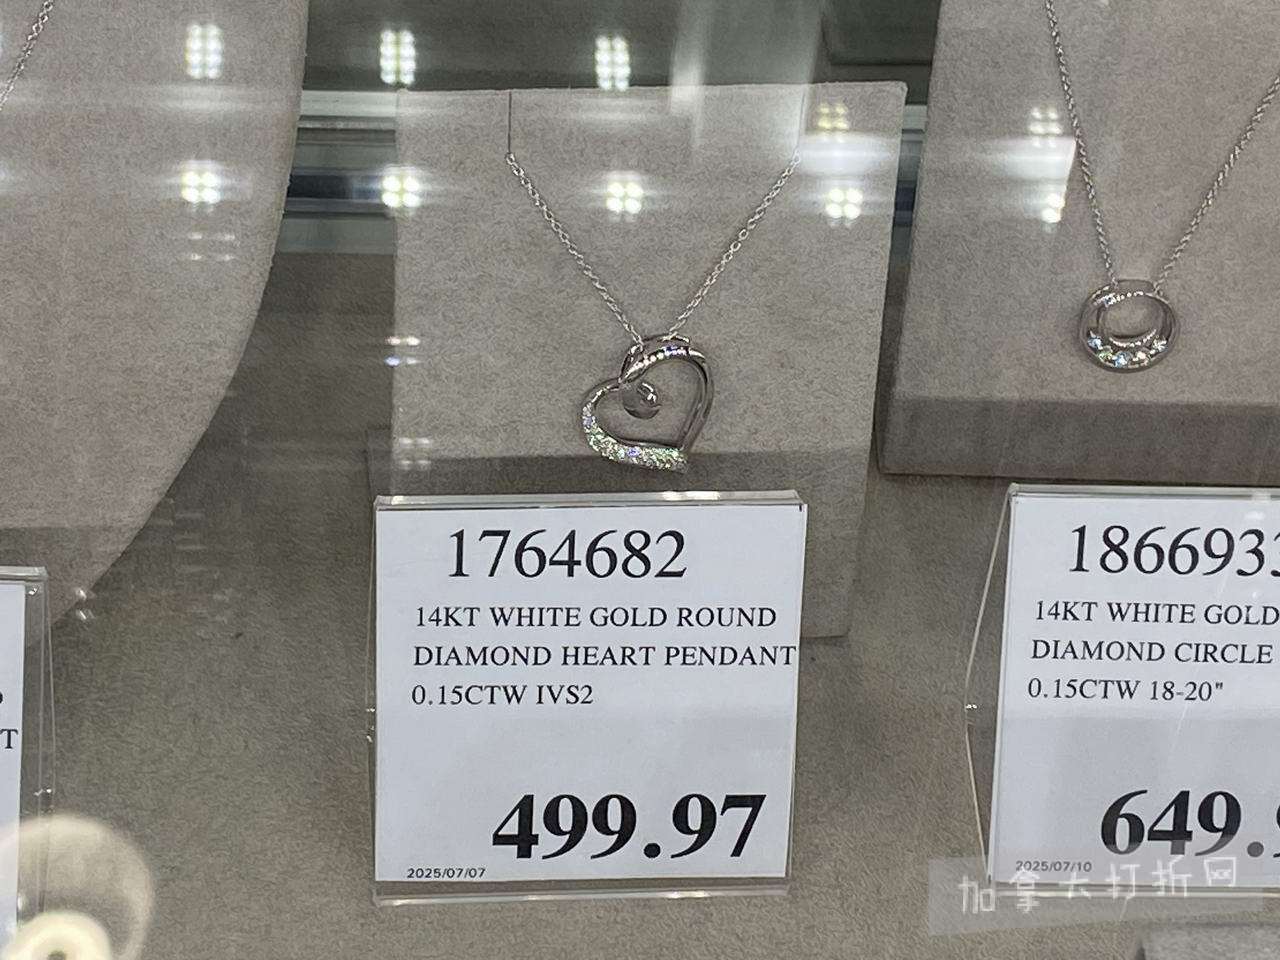 1764682
14KT WHITE GOLD ROUND
DIAMOND HEART PENDANT
0.15CTW IVS2
499.97
2025/07/07
14KT WHITE GOLD
DIAMOND CIRCLE
0.15CTW 18-20"
2025/07/10
加拿大打折网